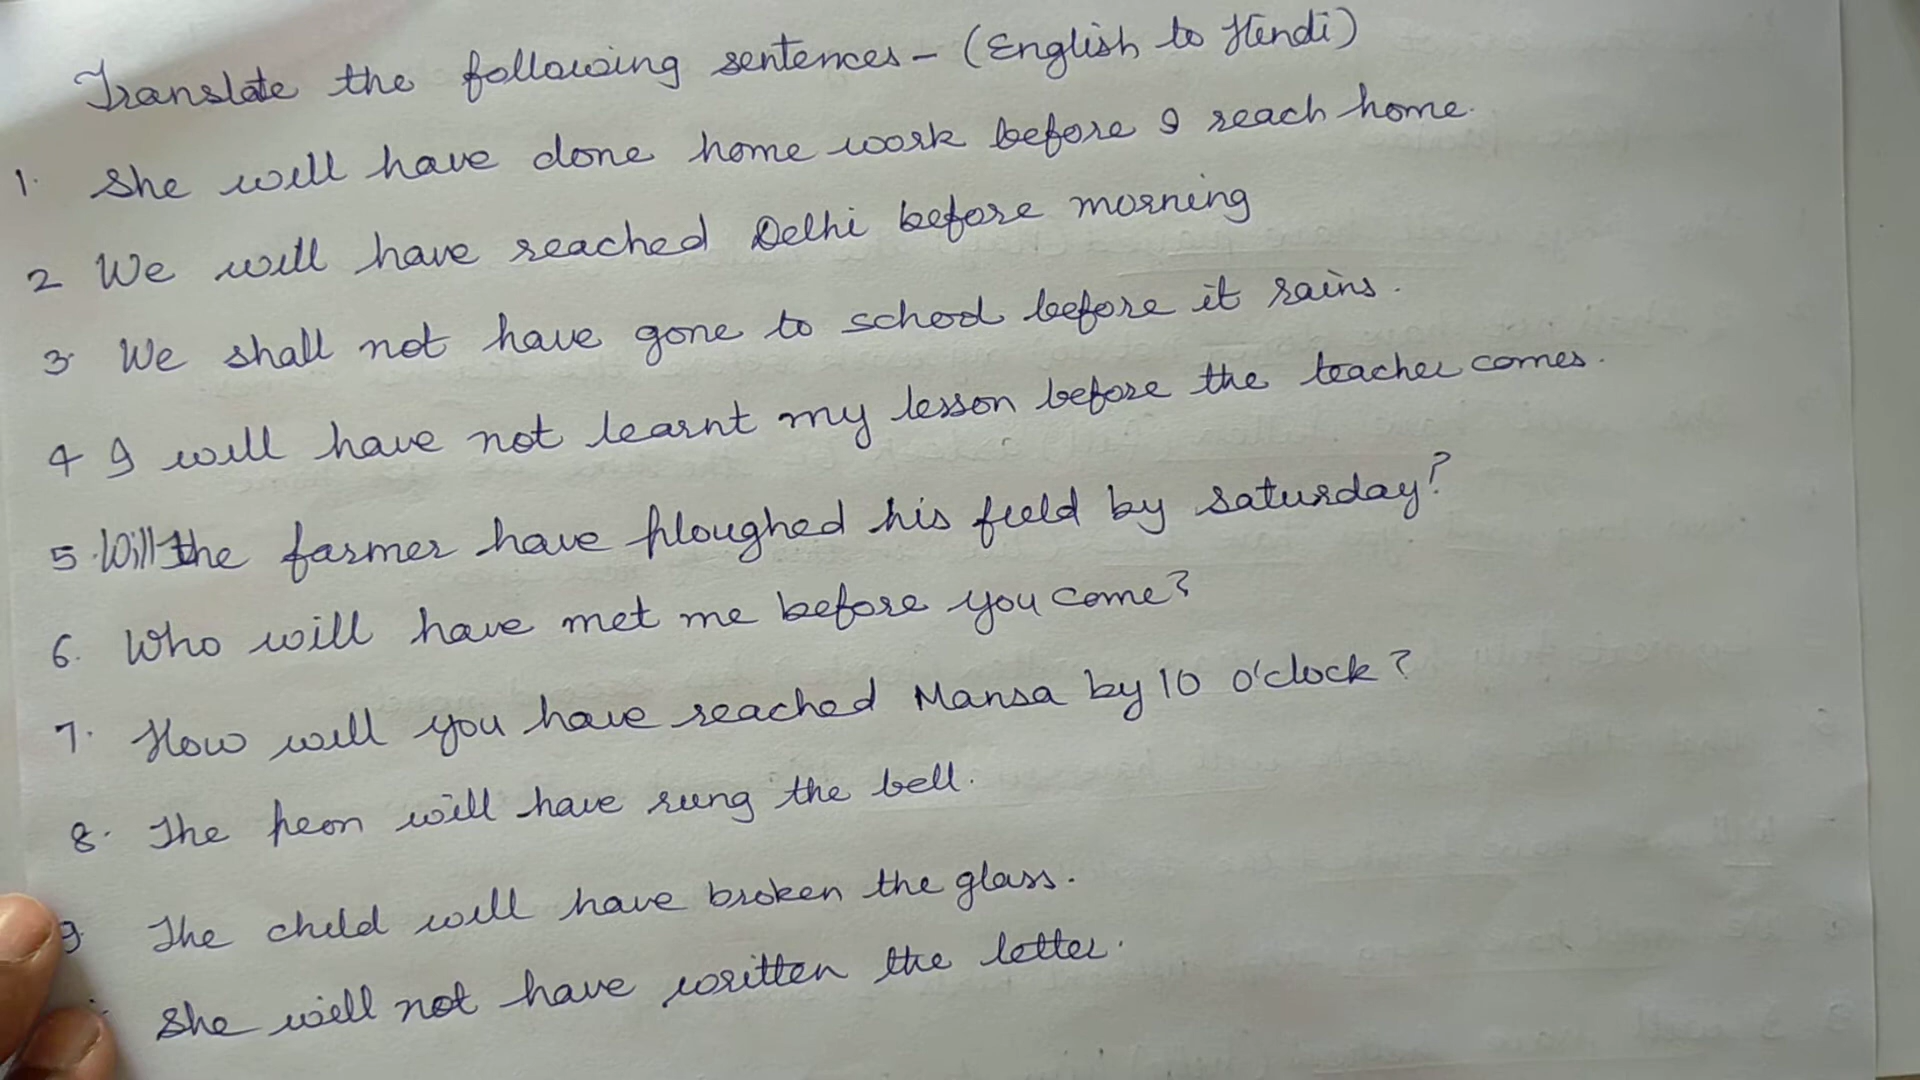 Translate the following sentences - (English to Hindi)
1. She will have done home work before I reach home.
2 We will have reached Delhi before morning
3. We shall not have gone to school before it rains.
4 I will have not learnt my lesson before the teacher comes.
5. Will the farmer have ploughed his field by saturday?
6. Who will have met me before you come?
7. How will you have reached Mansa by 10 o'clock?
8. The peon will have rung the bell.
9. The child will have broken the glass.
She will not have written the letter.